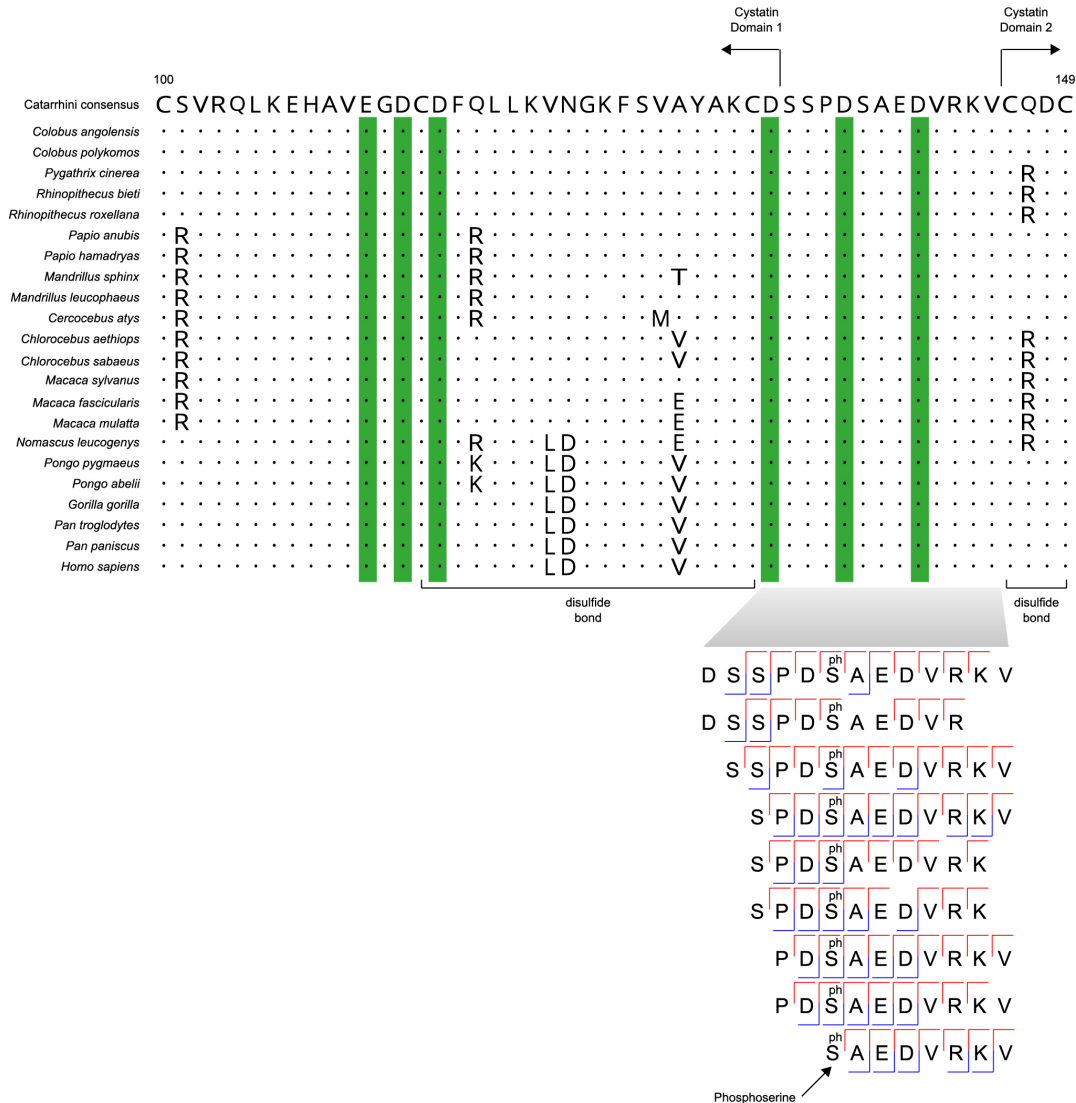 Cystatin Domain 1
Cystatin Domain 2
100 149
Catarrhini consensus C S V R Q L K E H A V E G D C D F Q L L K V N G K F S V A Y A K C D S S P D S A E D V R K V C Q D C
Colobus angolensis
Colobus polykomos
Pygathrix cinerea R
Rhinopithecus bieti R
Rhinopithecus roxellana R
Papio anubis R R
Papio hamadryas R R
Mandrillus sphinx R R T
Mandrillus leucophaeus R R
Cercocebus atys R R M
Chlorocebus aethiops R V R
Chlorocebus sabaeus R V R
Macaca sylvanus R R
Macaca fascicularis R E R
Macaca mulatta R E R
Nomascus leucogenys R L D E R
Pongo pygmaeus K L D V
Pongo abelii K L D V
Gorilla gorilla L D V
Pan troglodytes L D V
Pan paniscus L D V
Homo sapiens L D V
disulfide bond
disulfide bond
ph
D S S P D S A E D V R K V
ph
D S S P D S A E D V R
ph
S S P D S A E D V R K V
ph
S P D S A E D V R K V
ph
S P D S A E D V R K
ph
S P D S A E D V R K
ph
P D S A E D V R K V
ph
P D S A E D V R K V
ph
S A E D V R K V
Phosphoserine